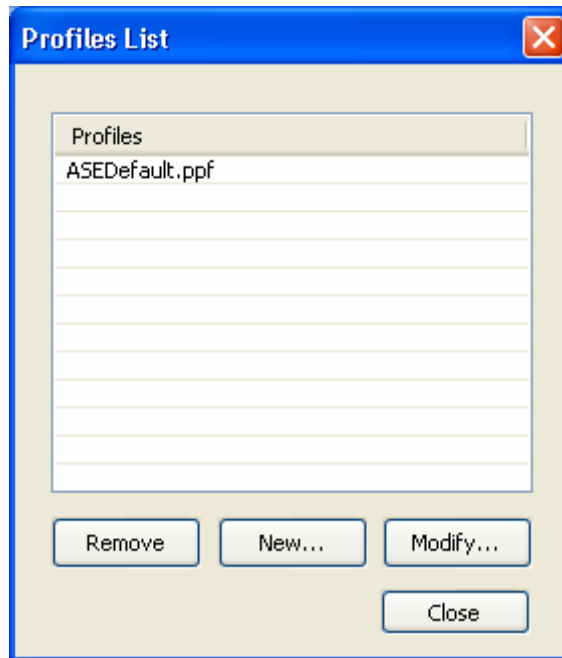 Profiles List
Profiles
ASEDefault.ppf
Remove New... Modify...
Close